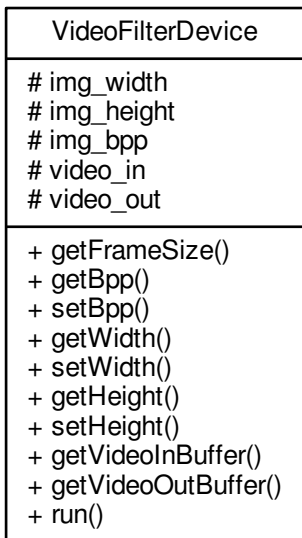 VideoFilterDevice
# img_width
# img_height
# img_bpp
# video_in
# video_out
+ getFrameSize()
+ getBpp()
+ setBpp()
+ getWidth()
+ setWidth()
+ getHeight()
+ setHeight()
+ getVideoInBuffer()
+ getVideoOutBuffer()
+ run()